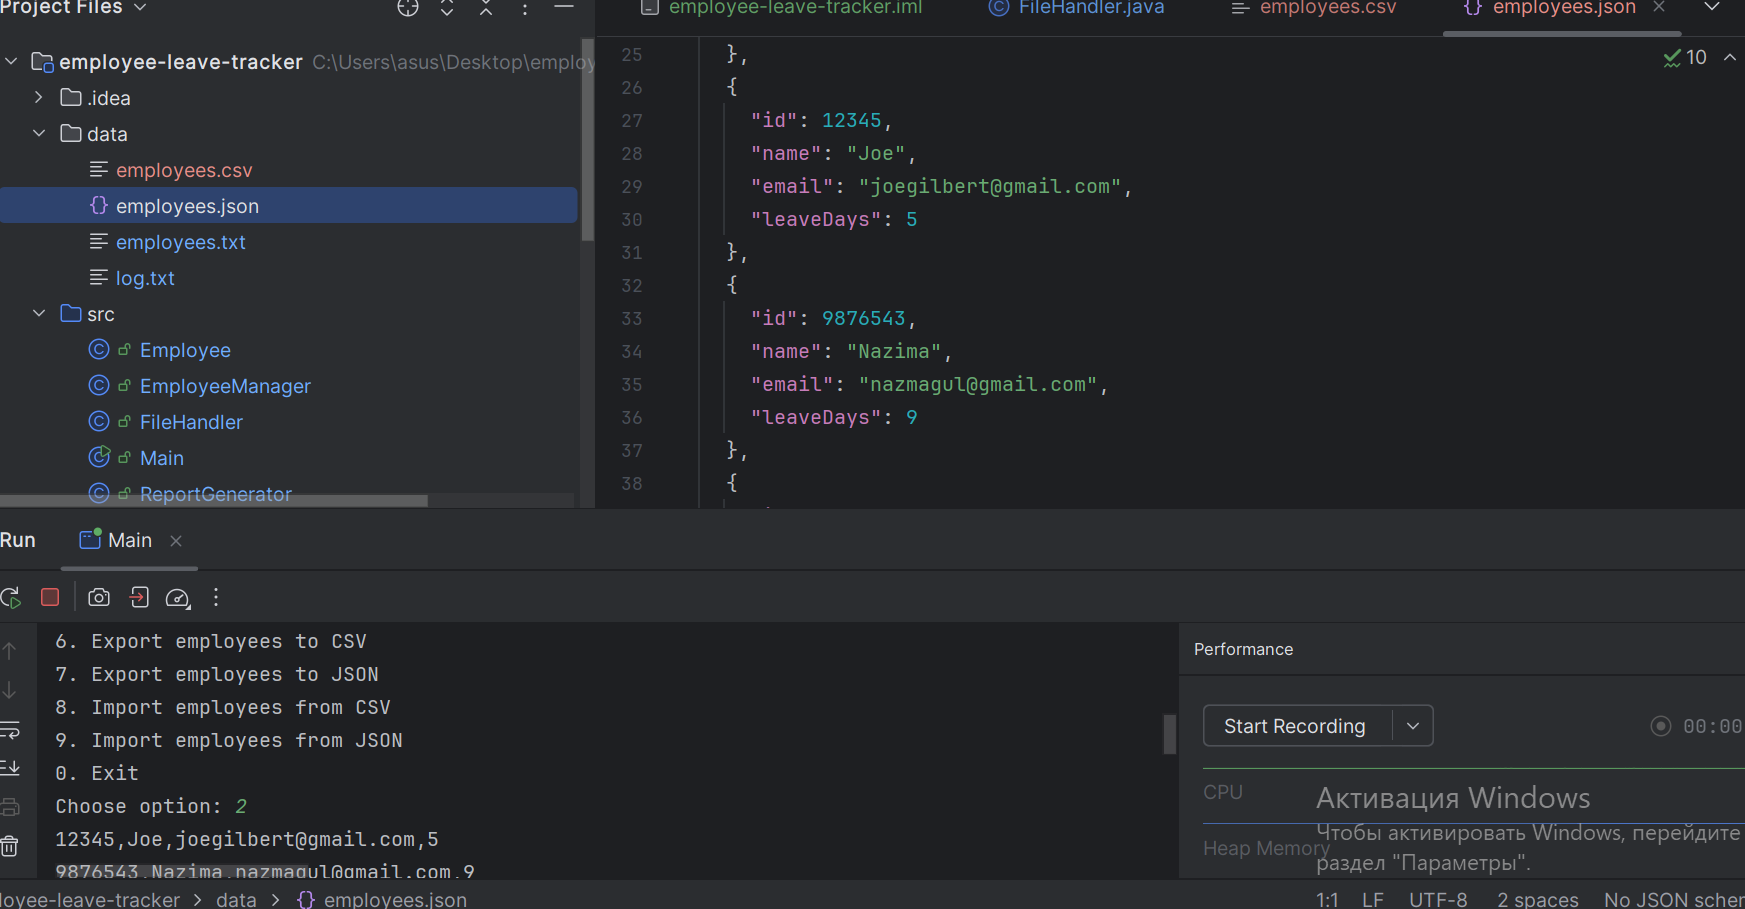 Project Files
employee-leave-tracker.iml
FileHandler.java
employees.csv
employees.json
employee-leave-tracker C:\Users\asus\Desktop\employ
.idea
data
employees.csv
employees.json
employees.txt
log.txt
src
Employee
EmployeeManager
FileHandler
Main
ReportGenerator
10
25 },
26 {
27 "id": 12345,
28 "name": "Joe",
29 "email": "joegilbert@gmail.com",
30 "leaveDays": 5
31 },
32 {
33 "id": 9876543,
34 "name": "Nazima",
35 "email": "nazmagul@gmail.com",
36 "leaveDays": 9
37 },
38 {
Run Main
6. Export employees to CSV
7. Export employees to JSON
8. Import employees from CSV
9. Import employees from JSON
0. Exit
Choose option: 2
12345,Joe,joegilbert@gmail.com,5
9876543,Nazima,nazmagul@gmail.com,9
Performance
Start Recording 00:00
CPU
Heap Memory
Активация Windows
Чтобы активировать Windows, перейдите
раздел "Параметры".
loyee-leave-tracker > data > employees.json
1:1 LF UTF-8 2 spaces No JSON scher